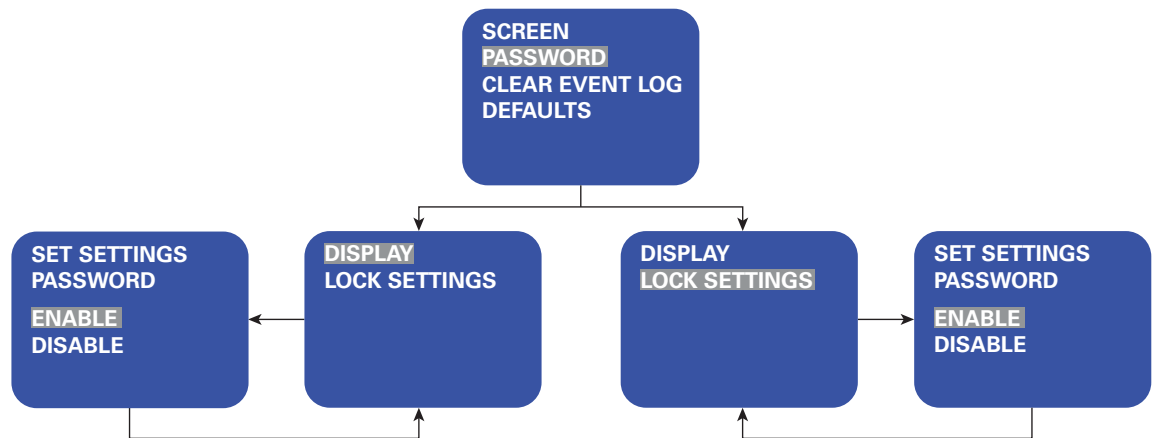 SCREEN
PASSWORD
CLEAR EVENT LOG
DEFAULTS
SET SETTINGS
PASSWORD
ENABLE
DISABLE
DISPLAY
LOCK SETTINGS
DISPLAY
LOCK SETTINGS
SET SETTINGS
PASSWORD
ENABLE
DISABLE